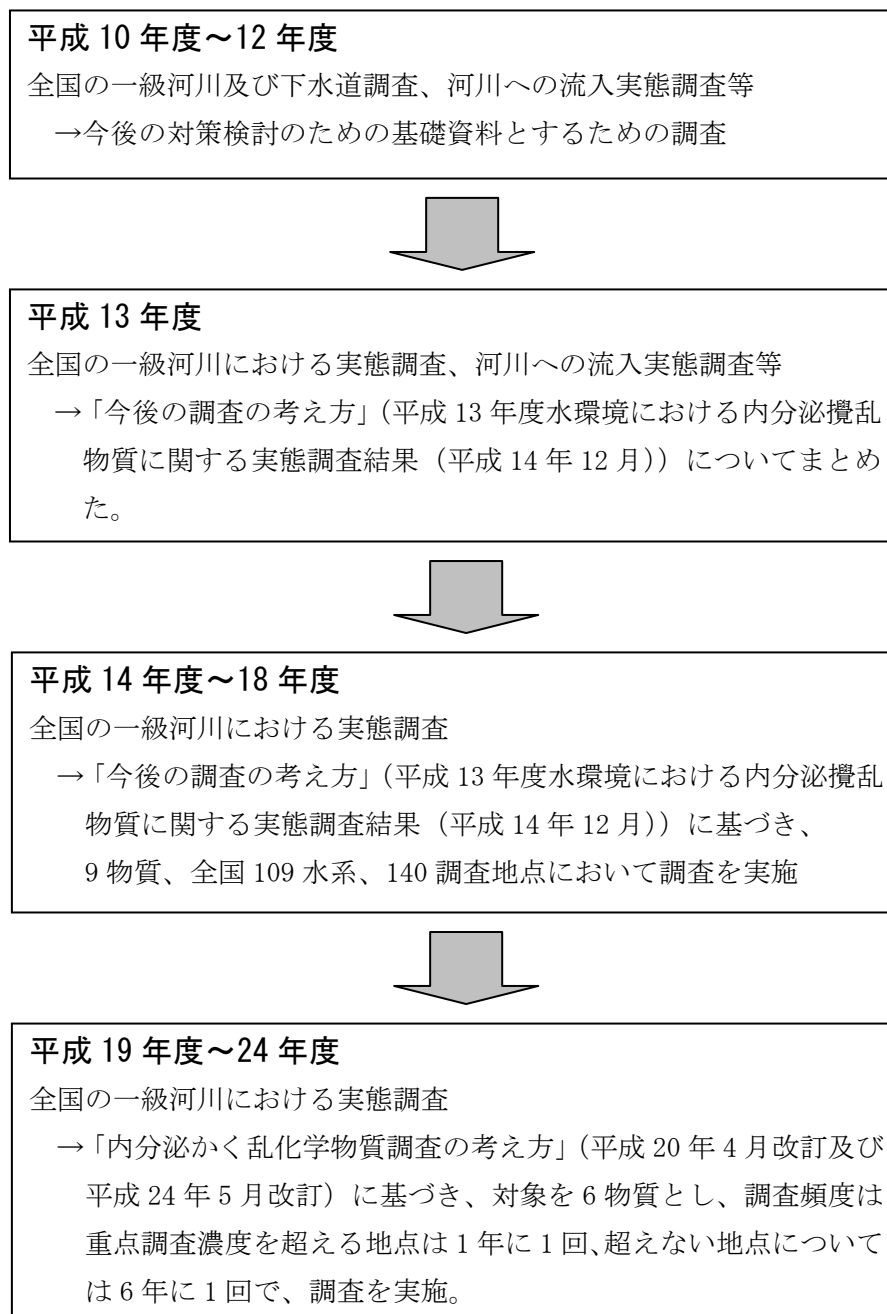 平成 10 年度～12 年度
全国の一級河川及び下水道調査、河川への流入実態調査等
→今後の対策検討のための基礎資料とするための調査
平成 13 年度
全国の一級河川における実態調査、河川への流入実態調査等
→「今後の調査の考え方」（平成 13 年度水環境における内分泌攪乱
物質に関する実態調査結果（平成 14 年 12 月））についてまとめ
た。
平成 14 年度～18 年度
全国の一級河川における実態調査
→「今後の調査の考え方」（平成 13 年度水環境における内分泌攪乱
物質に関する実態調査結果（平成 14 年 12 月））に基づき、
9 物質、全国 109 水系、140 調査地点において調査を実施
平成 19 年度～24 年度
全国の一級河川における実態調査
→「内分泌かく乱化学物質調査の考え方」（平成 20 年 4 月改訂及び
平成 24 年 5 月改訂）に基づき、対象を 6 物質とし、調査頻度は
重点調査濃度を超える地点は 1 年に 1 回、超えない地点について
は 6 年に 1 回で、調査を実施。